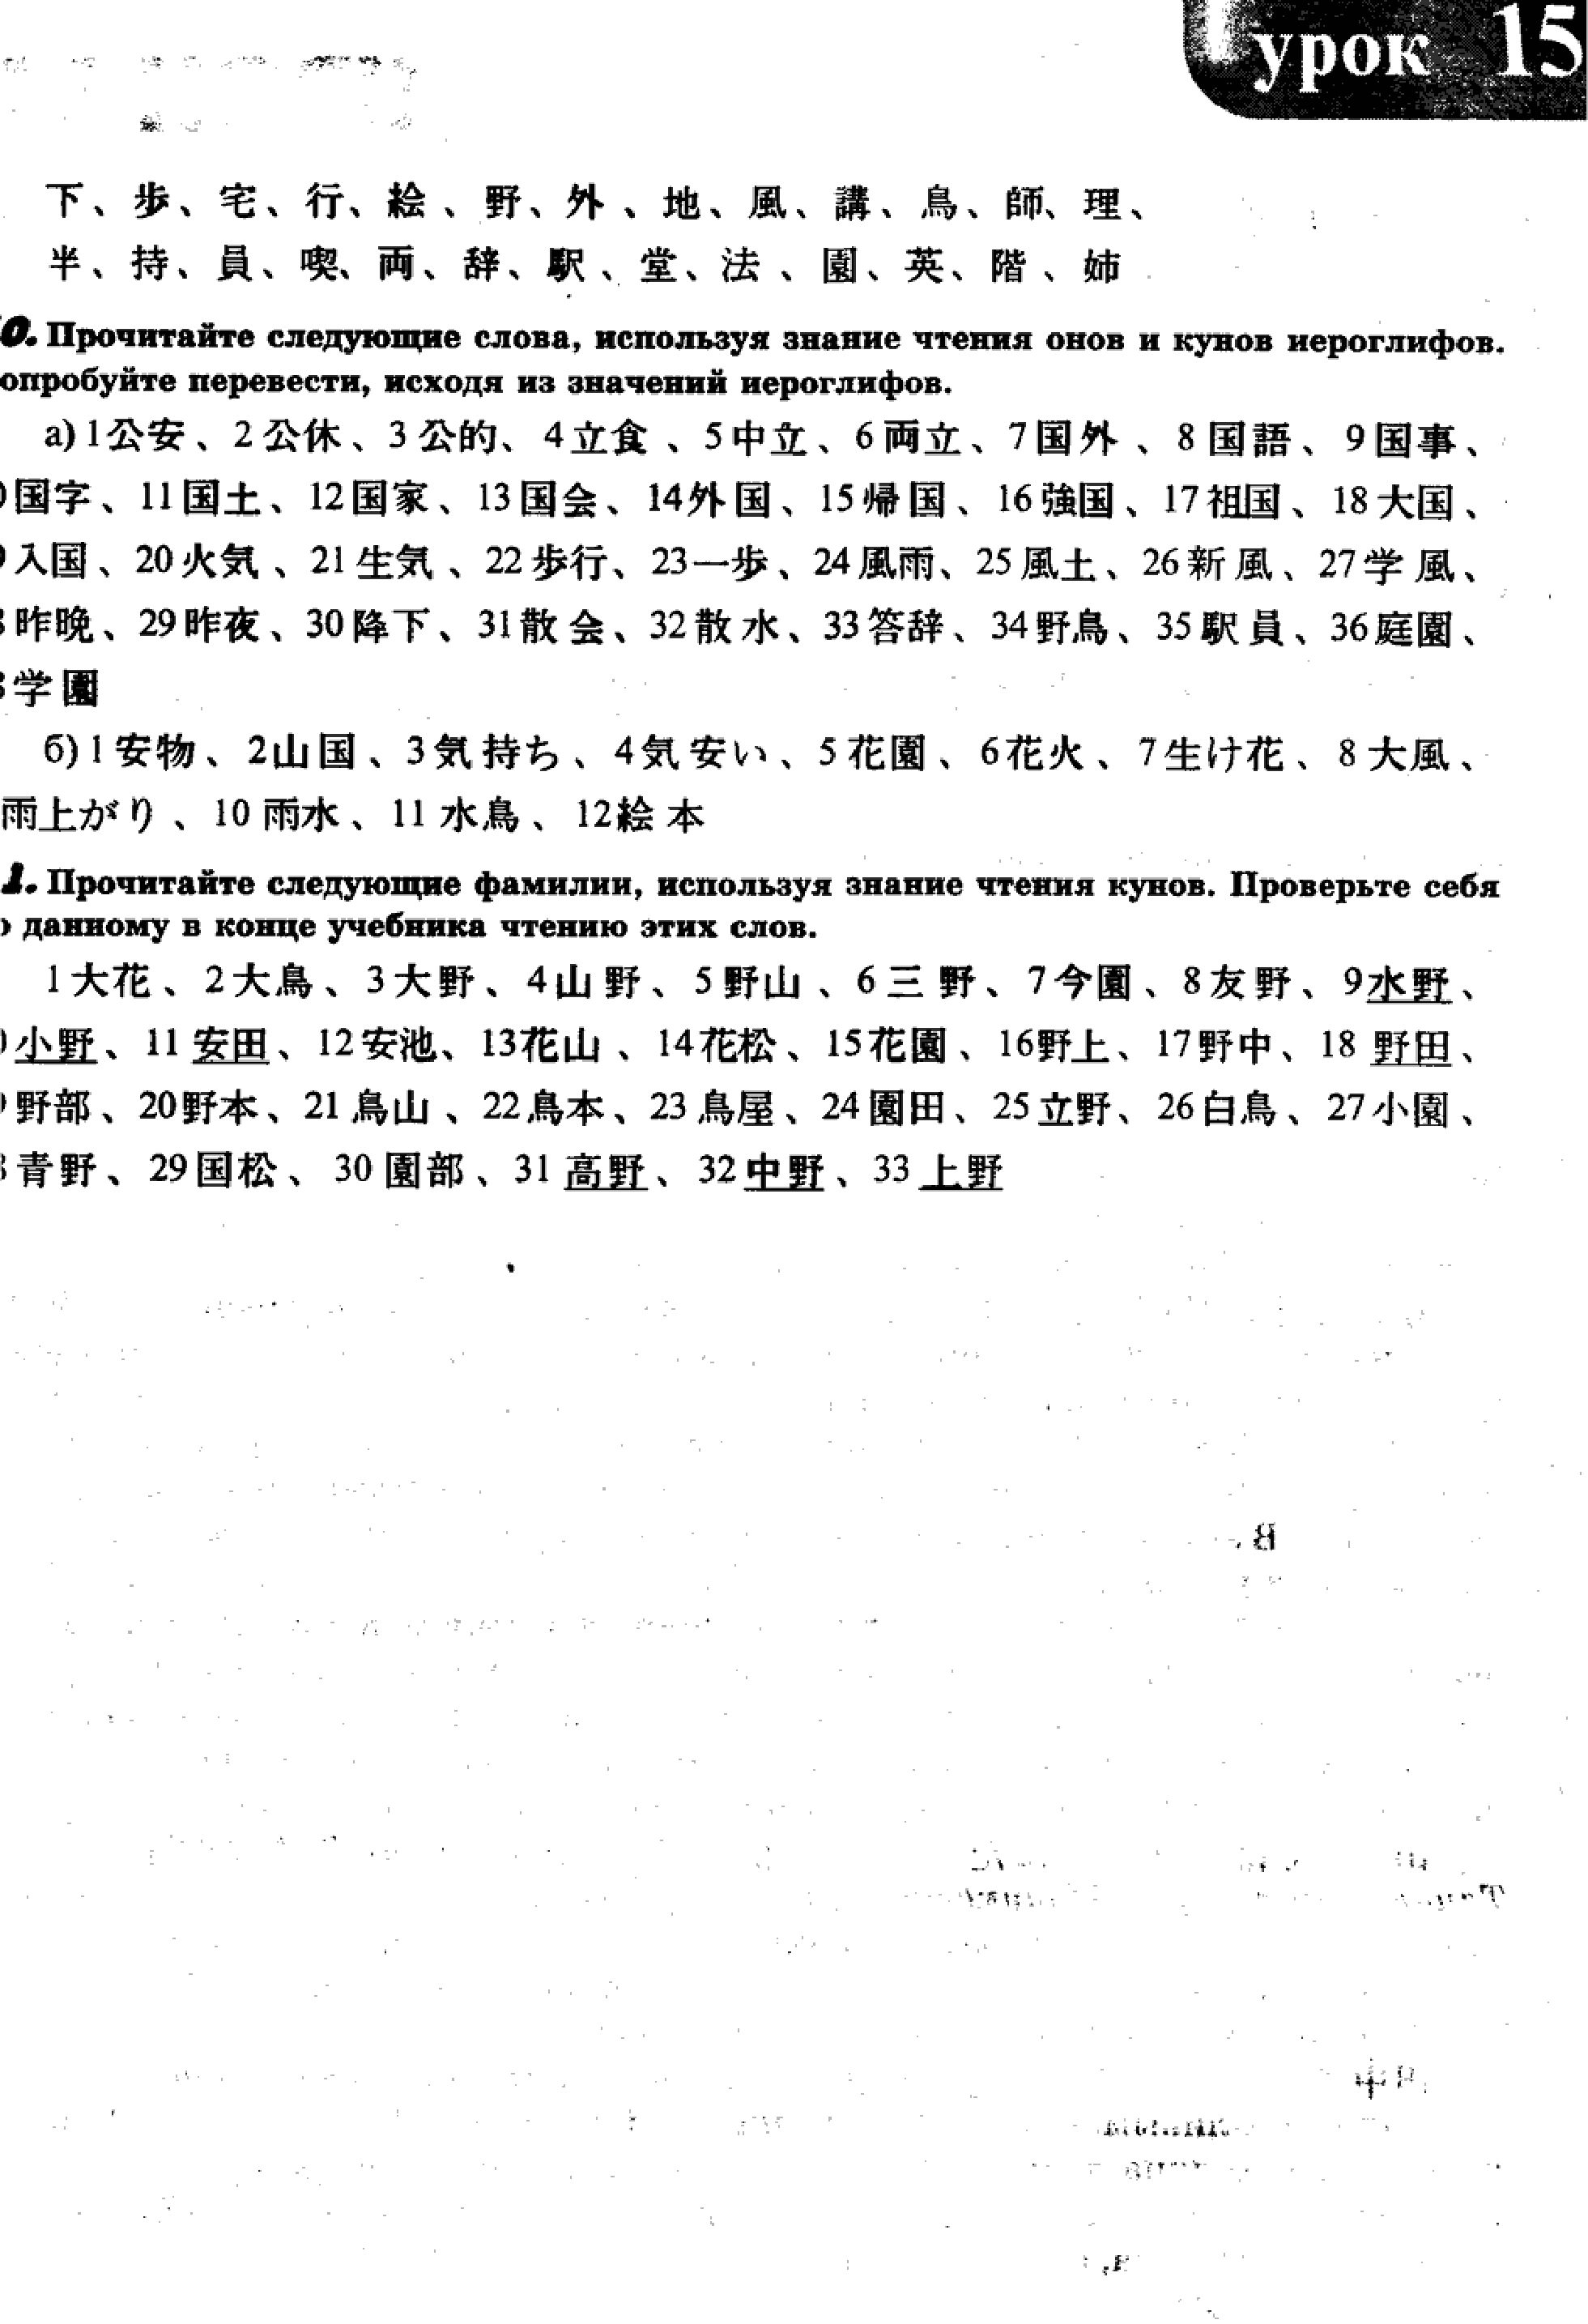 урок 15
下、歩、宅、行、絵、野、外、地、風、講、鳥、師、理、
半、持、員、喫、両、辞、駅、堂、法、園、英、階、姉
0. Прочитайте следующие слова, используя знание чтения онов и кунов иероглифов.
опробуйте перевести, исходя из значений иероглифов.
а) 1公安、2公休、3公的、4立食、5中立、6両立、7国外、8国語、9国事、
0国字、11国土、12国家、13国会、14外国、15帰国、16強国、17祖国、18大国、
9入国、20火気、21生気、22歩行、23一歩、24風雨、25風土、26新風、27学風、
8昨晩、29昨夜、30降下、31散会、32散水、33答辞、34野鳥、35駅員、36庭園、
8学園
б) 1安物、2山国、3気持ち、4気安い、5花園、6花火、7生け花、8大風、
雨上がり、10雨水、11水鳥、12絵本
1. Прочитайте следующие фамилии, используя знание чтения кунов. Проверьте себя
о данному в конце учебника чтению этих слов.
1大花、2大鳥、3大野、4山野、5野山、6三野、7今園、8友野、9水野、
0小野、11安田、12安池、13花山、14花松、15花園、16野上、17野中、18野田、
9野部、20野本、21鳥山、22鳥本、23鳥屋、24園田、25立野、26白鳥、27小園、
8青野、29国松、30園部、31高野、32中野、33上野